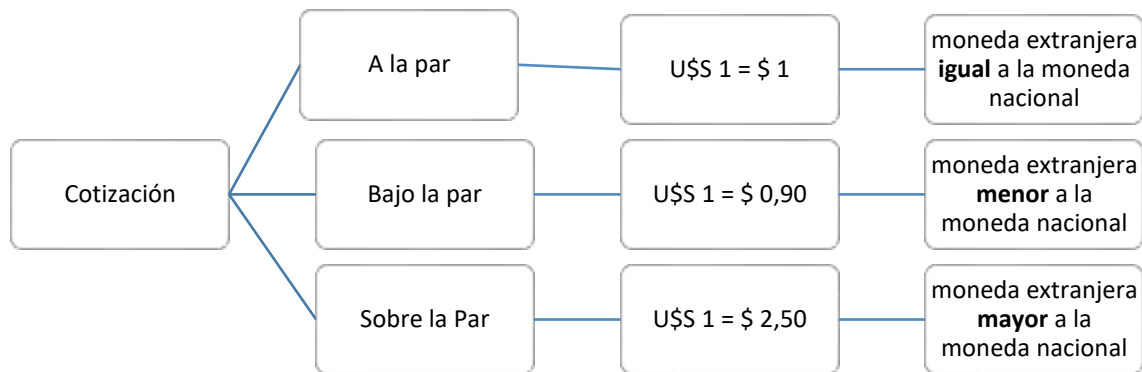 Cotización
A la par
U$S 1 = $ 1
moneda extranjera
igual a la moneda
nacional
Bajo la par
U$S 1 = $ 0,90
moneda extranjera
menor a la
moneda nacional
Sobre la Par
U$S 1 = $ 2,50
moneda extranjera
mayor a la
moneda nacional